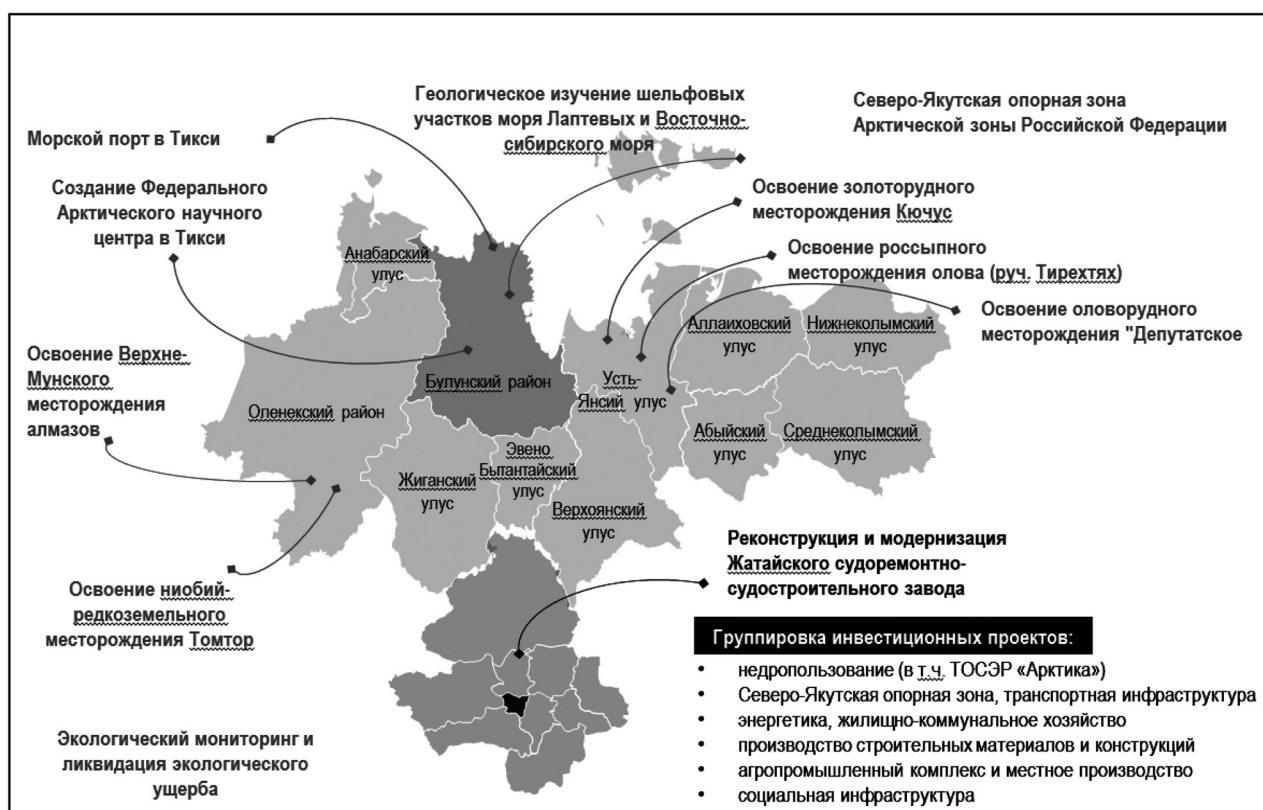 Геологическое изучение шельфовых
участков моря Лаптевых и Восточно-
сибирского моря
Северо-Якутская опорная зона
Арктической зоны Российской Федерации
Морской порт в Тикси
Создание Федерального
Арктического научного
центра в Тикси
Освоение золоторудного
месторождения Кючус
Освоение россыпного
месторождения олова (руч. Тирехтях)
Освоение оловорудного
месторождения "Депутатское
Анабарский
улус
Аллаиховский
улус
Нижнеколымский
улус
Освоение Верхне-
Мунского
месторождения
алмазов
Булунский район
Усть-
Янсий улус
Оленекский район
Абыйский
улус
Среднеколымский
улус
Эвено
Бытантайский
улус
Жиганский
улус
Верхоянский
улус
Освоение ниобий-
редкоземельного
месторождения Томтор
Реконструкция и модернизация
Жатайского судоремонтно-
судостроительного завода
Группировка инвестиционных проектов:
• недропользование (в т.ч. ТОСЭР «Арктика»)
• Северо-Якутская опорная зона, транспортная инфраструктура
• энергетика, жилищно-коммунальное хозяйство
• производство строительных материалов и конструкций
• агропромышленный комплекс и местное производство
• социальная инфраструктура
Экологический мониторинг и
ликвидация экологического
ущерба